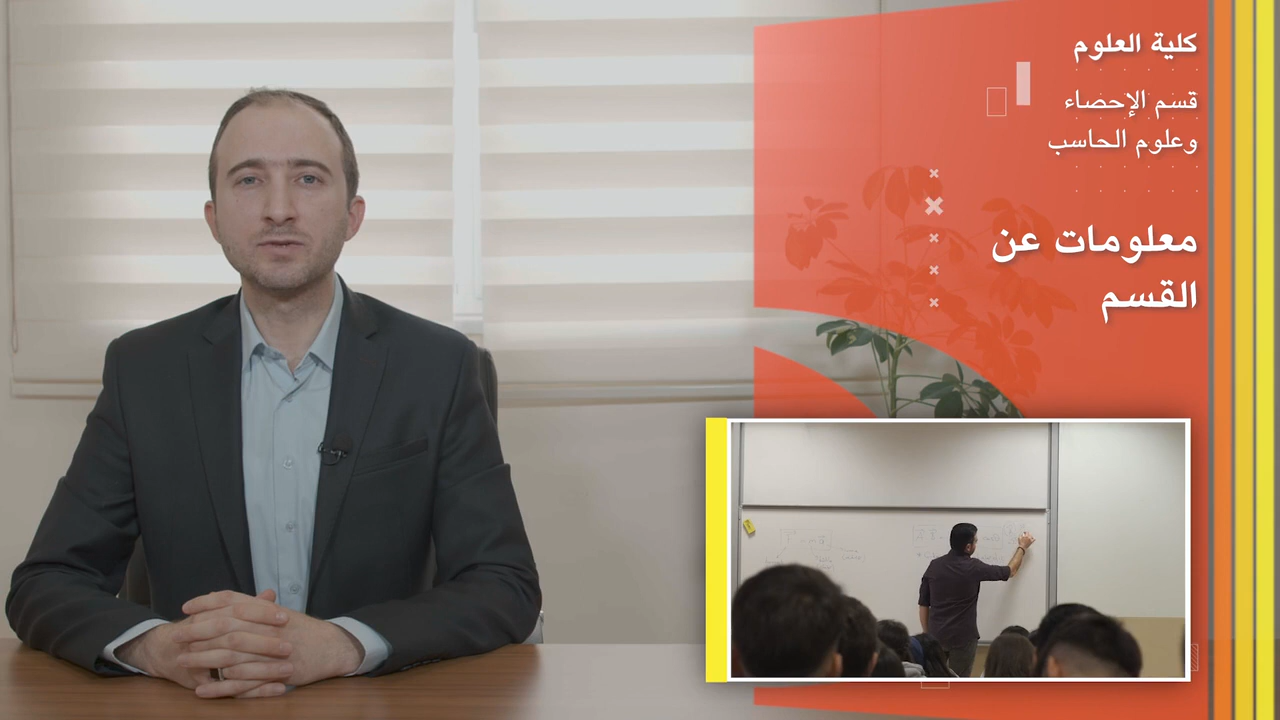 كلية العلوم
قسم الإحصاء
وعلوم الحاسب
معلومات عن
القسم